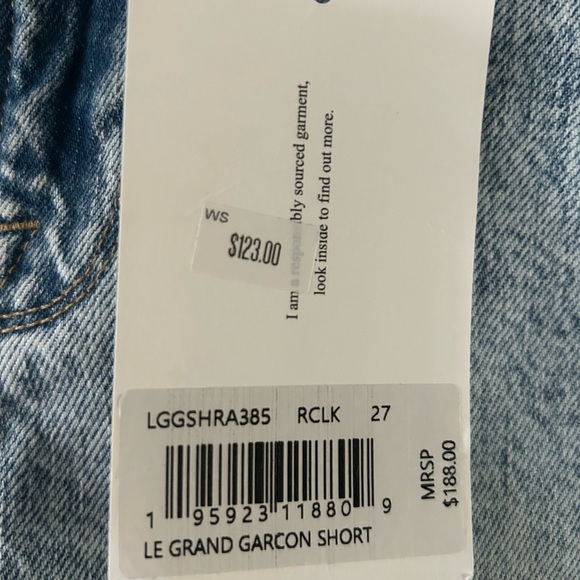 I am a responsibly sourced garment,
look inside to find out more.
WS
$123.00
LGGSHRA385 RCLK 27
1 95923 11880 9
LE GRAND GARCON SHORT
MRSP
$188.00